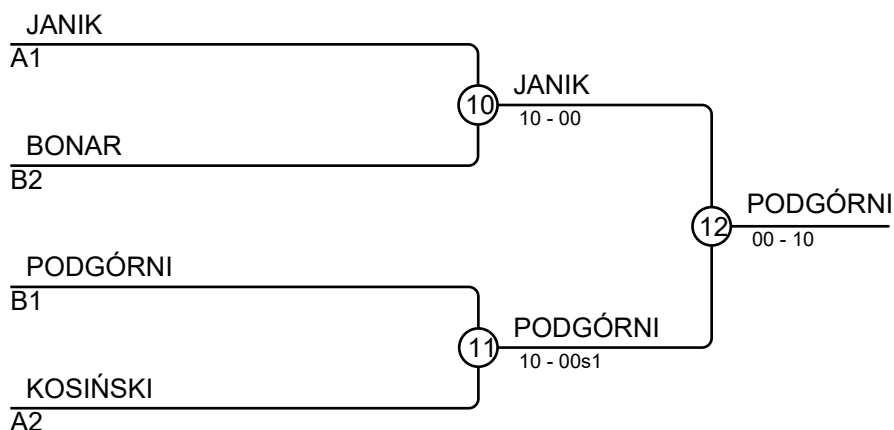 JANIK
A1
10
JANIK
10 - 00
BONAR
B2
12
PODGÓRNI
00 - 10
PODGÓRNI
B1
11
PODGÓRNI
10 - 00s1
KOSIŃSKI
A2